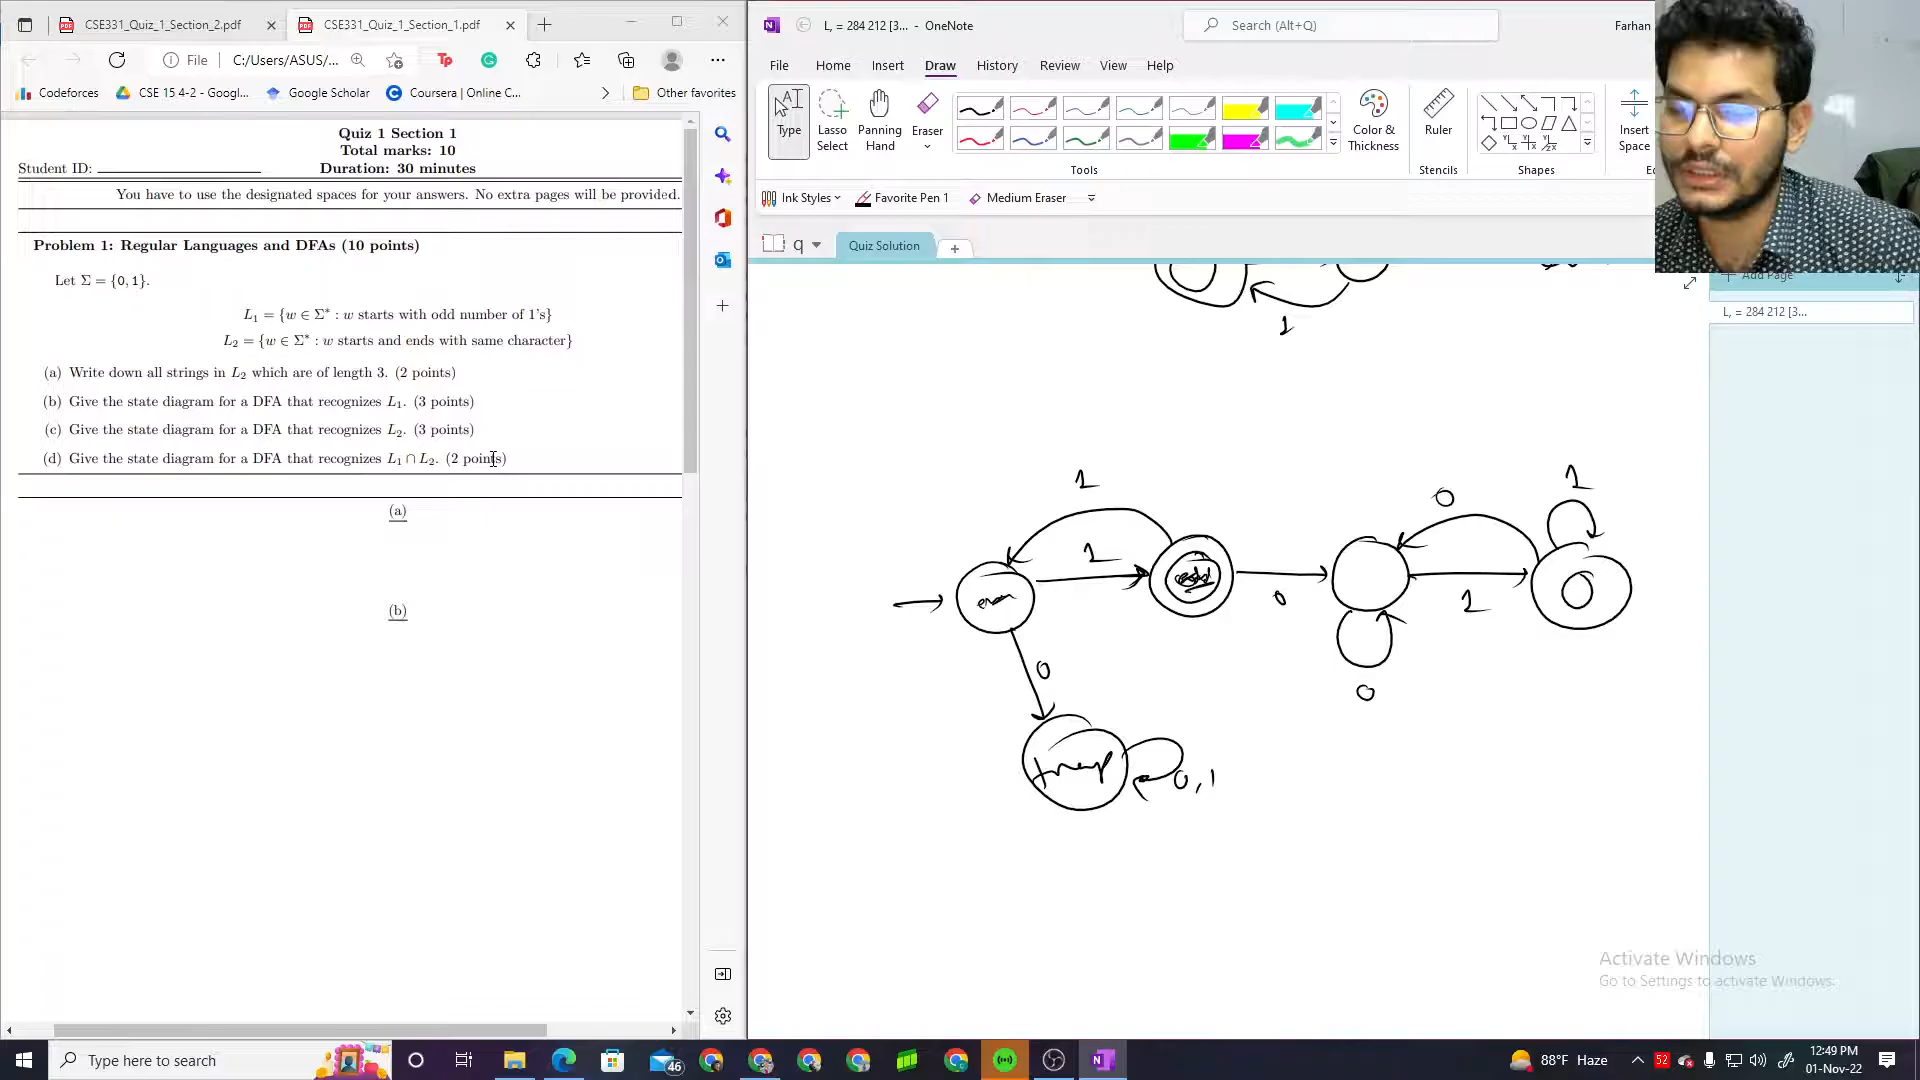 CSE331_Quiz_1_Section_2.pdf
CSE331_Quiz_1_Section_1.pdf
File
C:/Users/ASUS/...
Codeforces
CSE 15 4-2 - Googl...
Google Scholar
Coursera | Online C...
Other favorites
Quiz 1 Section 1
Total marks: 10
Student ID:
Duration: 30 minutes
You have to use the designated spaces for your answers. No extra pages will be provided.
Problem 1: Regular Languages and DFAs (10 points)
Let Σ = {0, 1}.
L₁ = {w ∈ Σ* : w starts with odd number of 1's}
L₂ = {w ∈ Σ* : w starts and ends with same character}
(a) Write down all strings in L₂ which are of length 3. (2 points)
(b) Give the state diagram for a DFA that recognizes L₁. (3 points)
(c) Give the state diagram for a DFA that recognizes L₂. (3 points)
(d) Give the state diagram for a DFA that recognizes L₁ ∩ L₂. (2 points)
(a)
(b)
L, = 284 212 [3... - OneNote
Search (Alt+Q)
Farhan
File Home Insert Draw History Review View Help
Type
Lasso Select
Panning Hand
Eraser
Color & Thickness
Ruler
Insert Space
Tools
Stencils
Shapes
Ink Styles
Favorite Pen 1
Medium Eraser
q
Quiz Solution
Add Page
L, = 284 212 [3...
1
1
0
1
1
0
1
0
0
trap
0, 1
Activate Windows
Go to Settings to activate Windows.
Type here to search
46
88°F Haze
52
12:49 PM
01-Nov-22